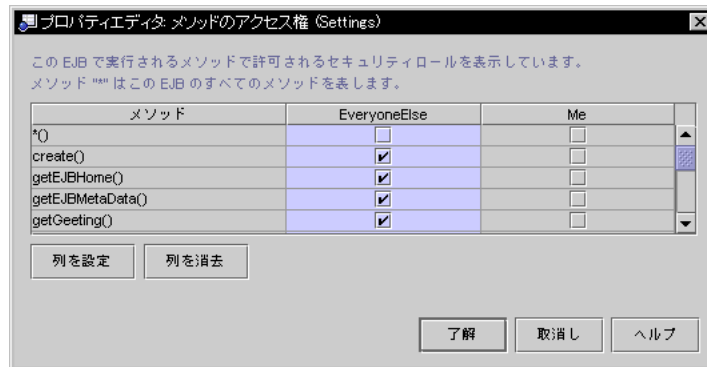 プロパティエディタ: メソッドのアクセス権 (Settings)
この EJB で実行されるメソッドで許可されるセキュリティロールを表示しています。
メソッド "*" はこの EJB のすべてのメソッドを表します。
メソッド EveryoneElse Me
*()
create()
getEJBHome()
getEJBMetaData()
getGeeting()
列を設定 列を消去
了解 取消し ヘルプ